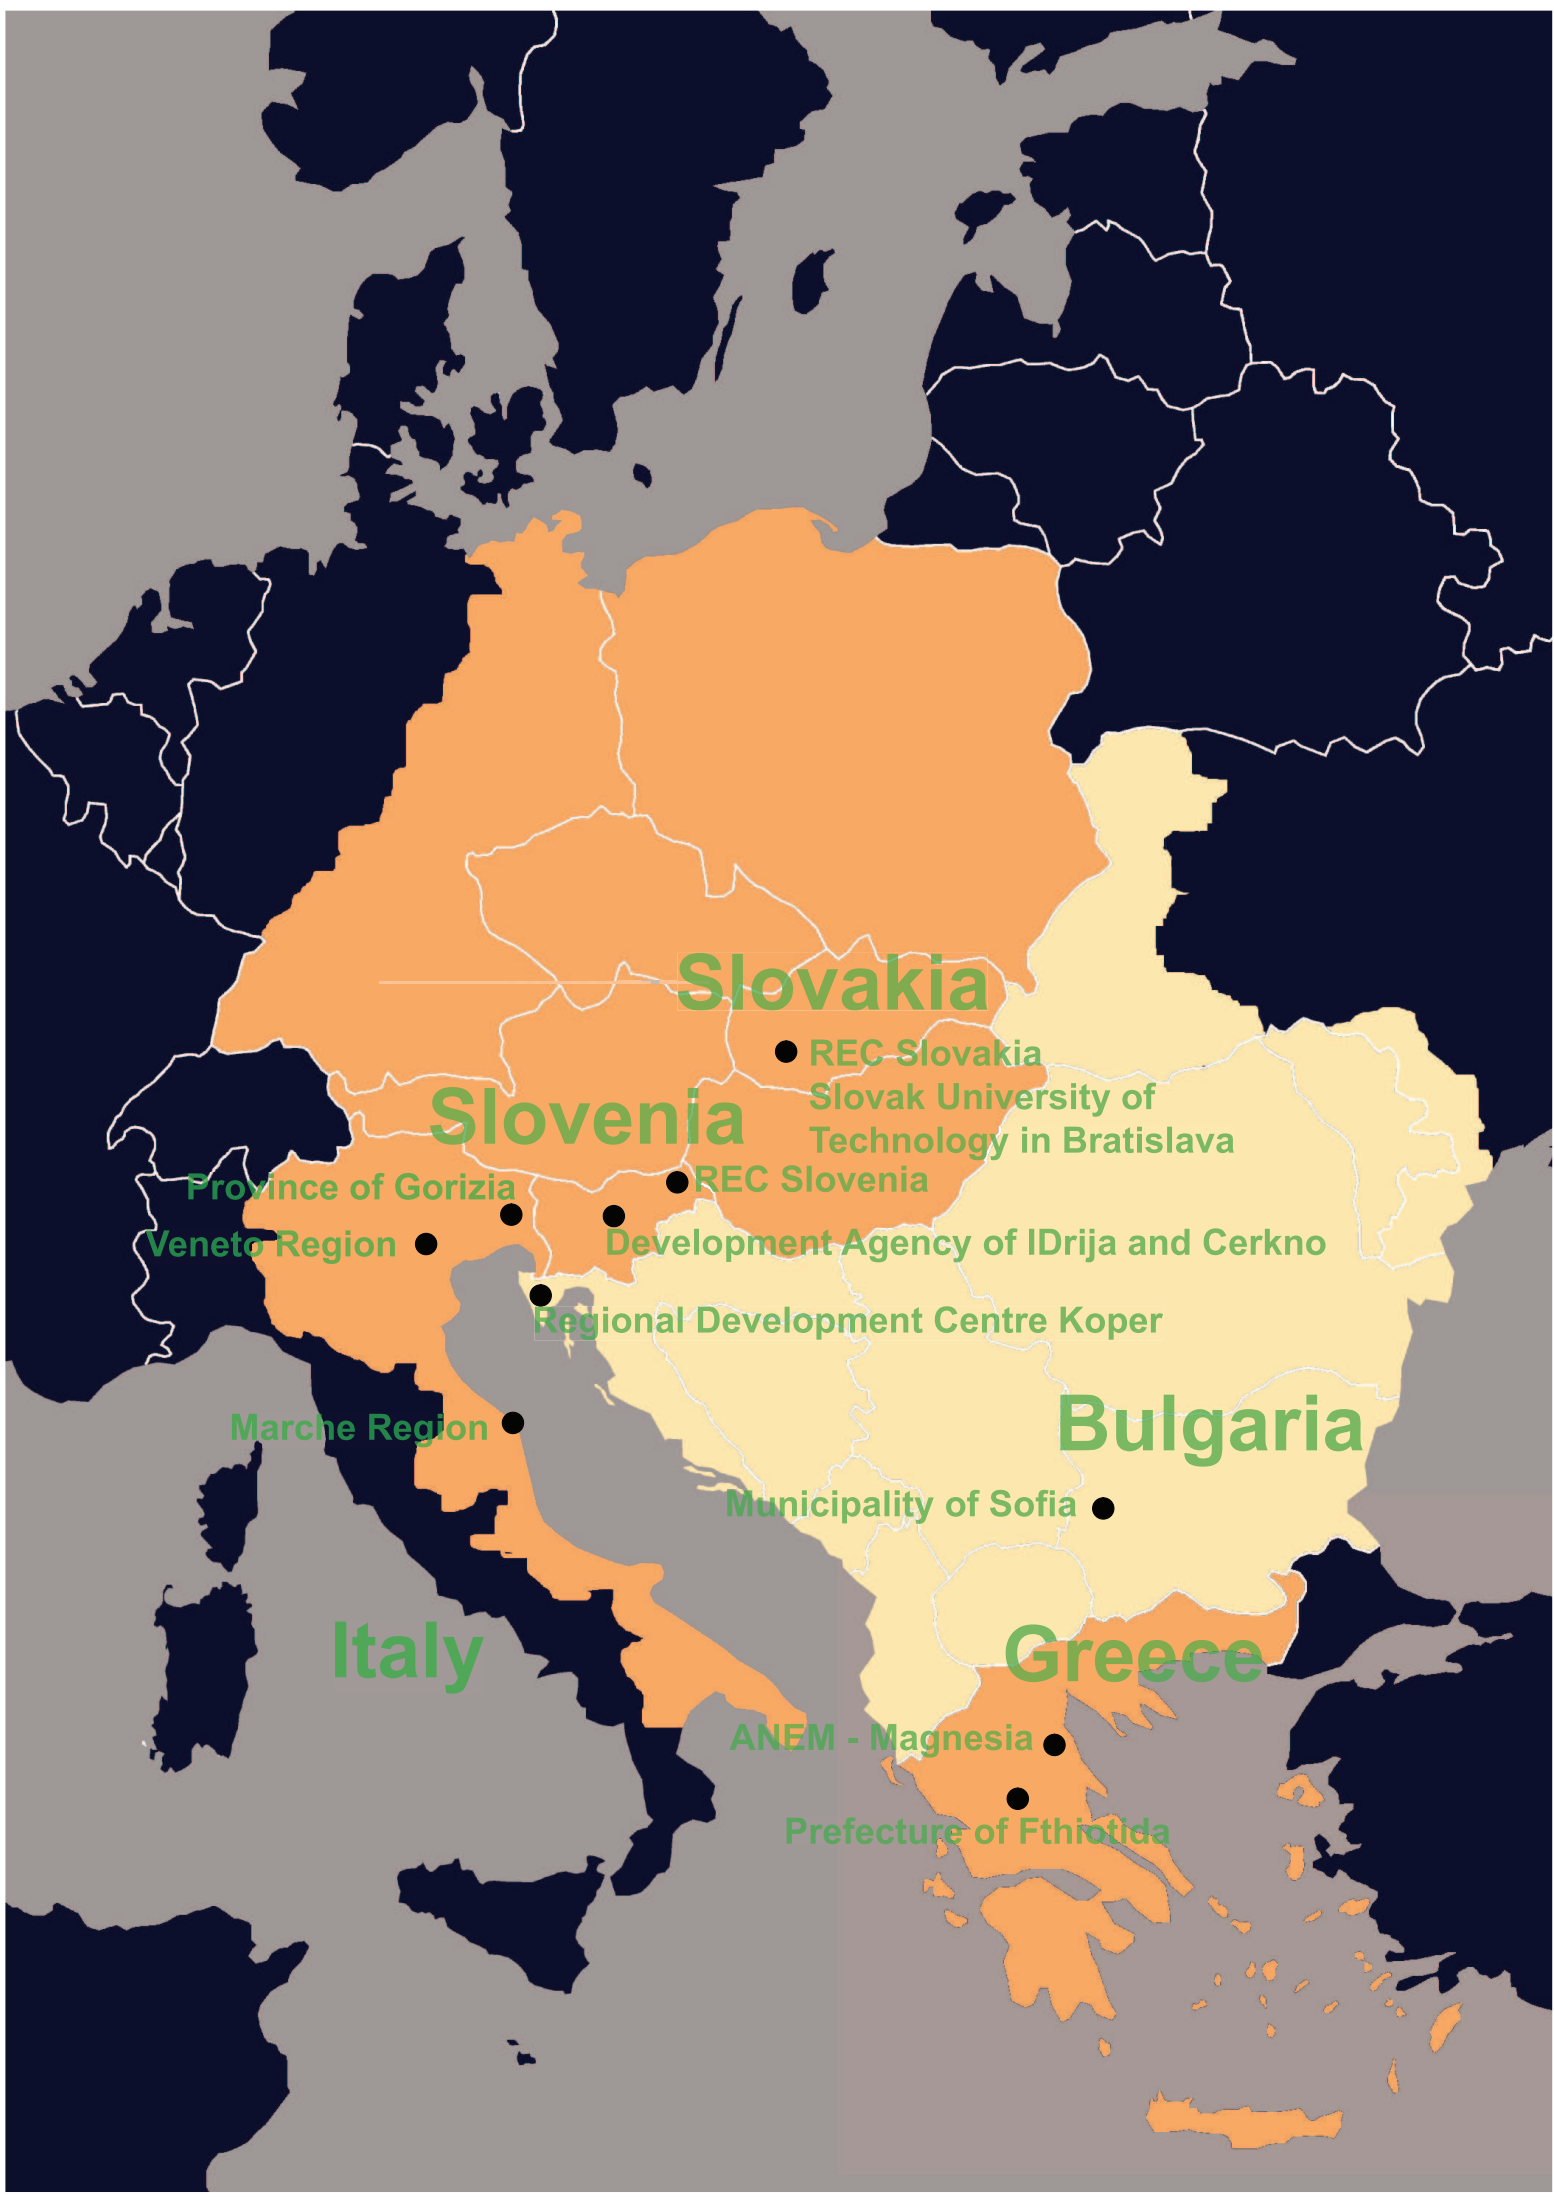 Slovakia
REC Slovakia
Slovak University of
Technology in Bratislava
Slovenia
REC Slovenia
Province of Gorizia
Veneto Region
Development Agency of IDrija and Cerkno
Regional Development Centre Koper
Marche Region
Bulgaria
Municipality of Sofia
Italy
Greece
ANEM - Magnesia
Prefecture of Fthiotida